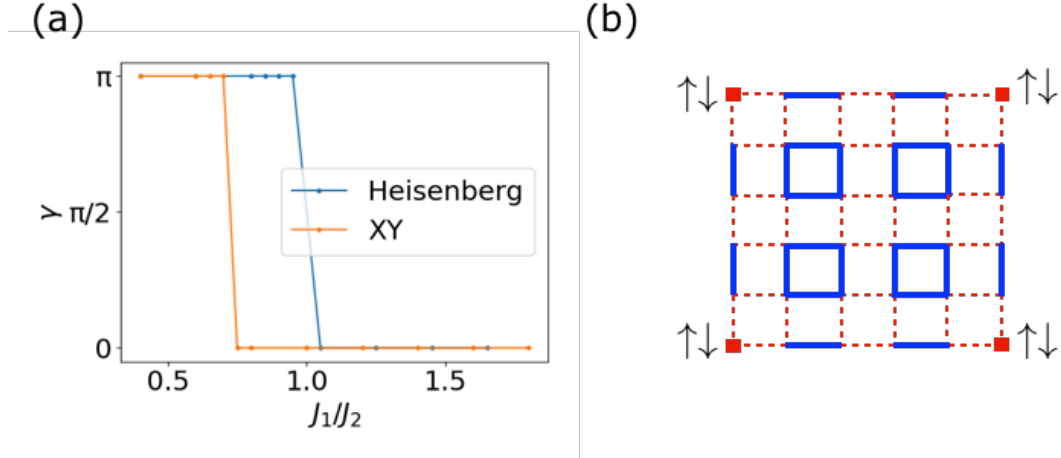 (a)
(b)
π
π/2
0
γ
Heisenberg
XY
0.5 1.0 1.5
J₁/J₂
↑↓ ↑↓
↑↓ ↑↓